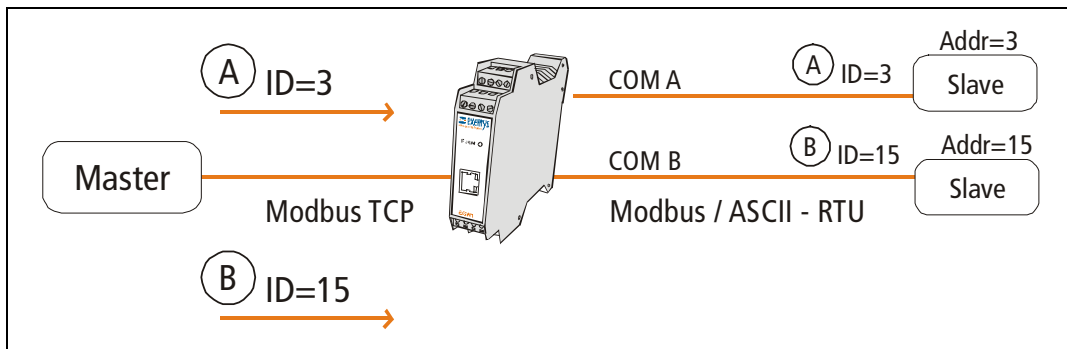 Addr=3
A ID=3
COM A
A ID=3
Slave
Master
COM B
B ID=15
Addr=15
Slave
Modbus TCP
Modbus / ASCII - RTU
B ID=15